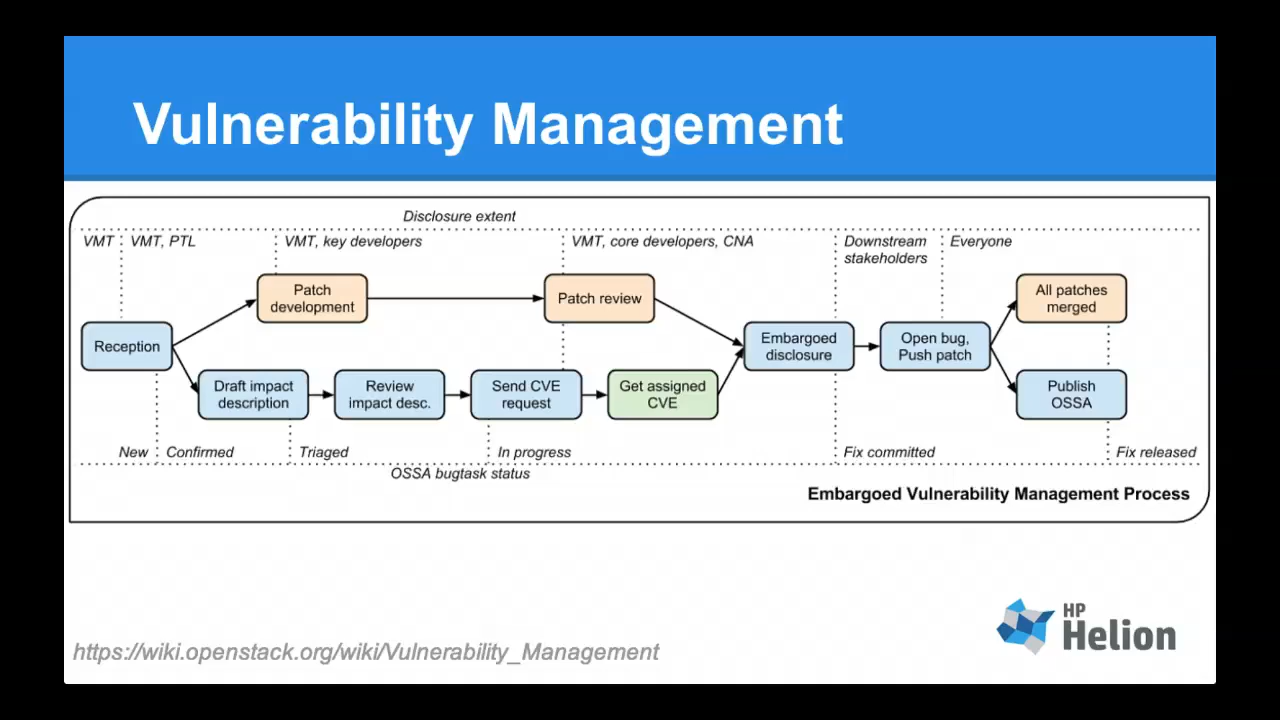 Vulnerability Management
Disclosure extent
VMT
VMT, PTL
VMT, key developers
VMT, core developers, CNA
Downstream
stakeholders
Everyone
Patch
development
Patch review
All patches
merged
Reception
Embargoed
disclosure
Open bug,
Push patch
Draft impact
description
Review
impact desc.
Send CVE
request
Get assigned
CVE
Publish
OSSA
New
Confirmed
Triaged
In progress
Fix committed
Fix released
OSSA bugtask status
Embargoed Vulnerability Management Process
HP
Helion
https://wiki.openstack.org/wiki/Vulnerability_Management